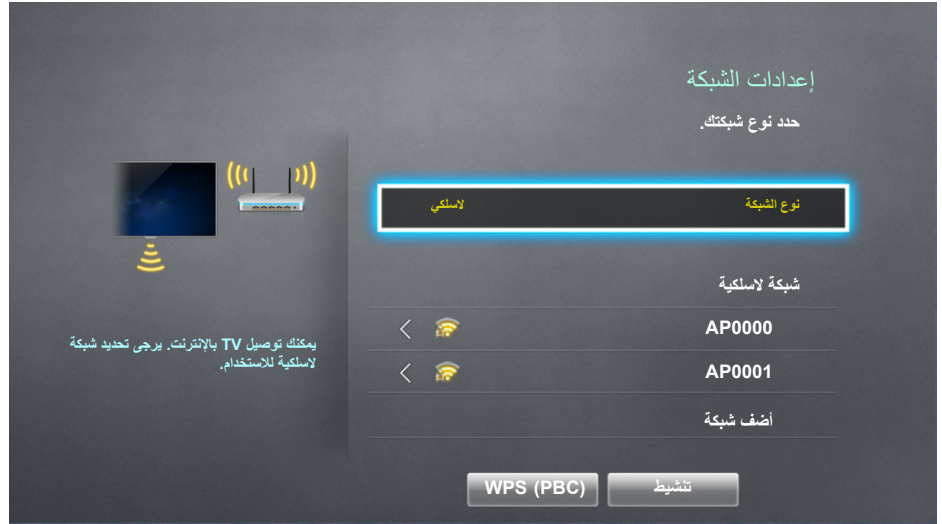 إعدادات الشبكة
حدد نوع شبكتك.
نوع الشبكة لاسلكي
شبكة لاسلكية
AP0000
AP0001
أضف شبكة
يمكنك توصيل TV بالإنترنت. يرجى تحديد شبكة
لاسلكية للاستخدام.
تنشيط WPS (PBC)